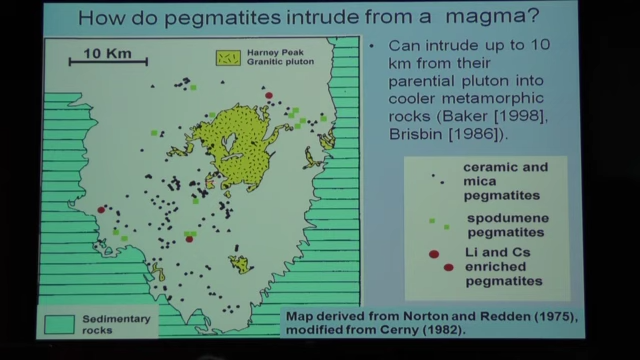 How do pegmatites intrude from a magma?
10 Km
Harney Peak
Granitic pluton
• Can intrude up to 10
km from their
parential pluton into
cooler metamorphic
rocks (Baker [1998],
Brisbin [1986]).
ceramic and
mica
pegmatites
spodumene
pegmatites
Li and Cs
enriched
pegmatites
Sedimentary
rocks
Map derived from Norton and Redden (1975),
modified from Cerny (1982).